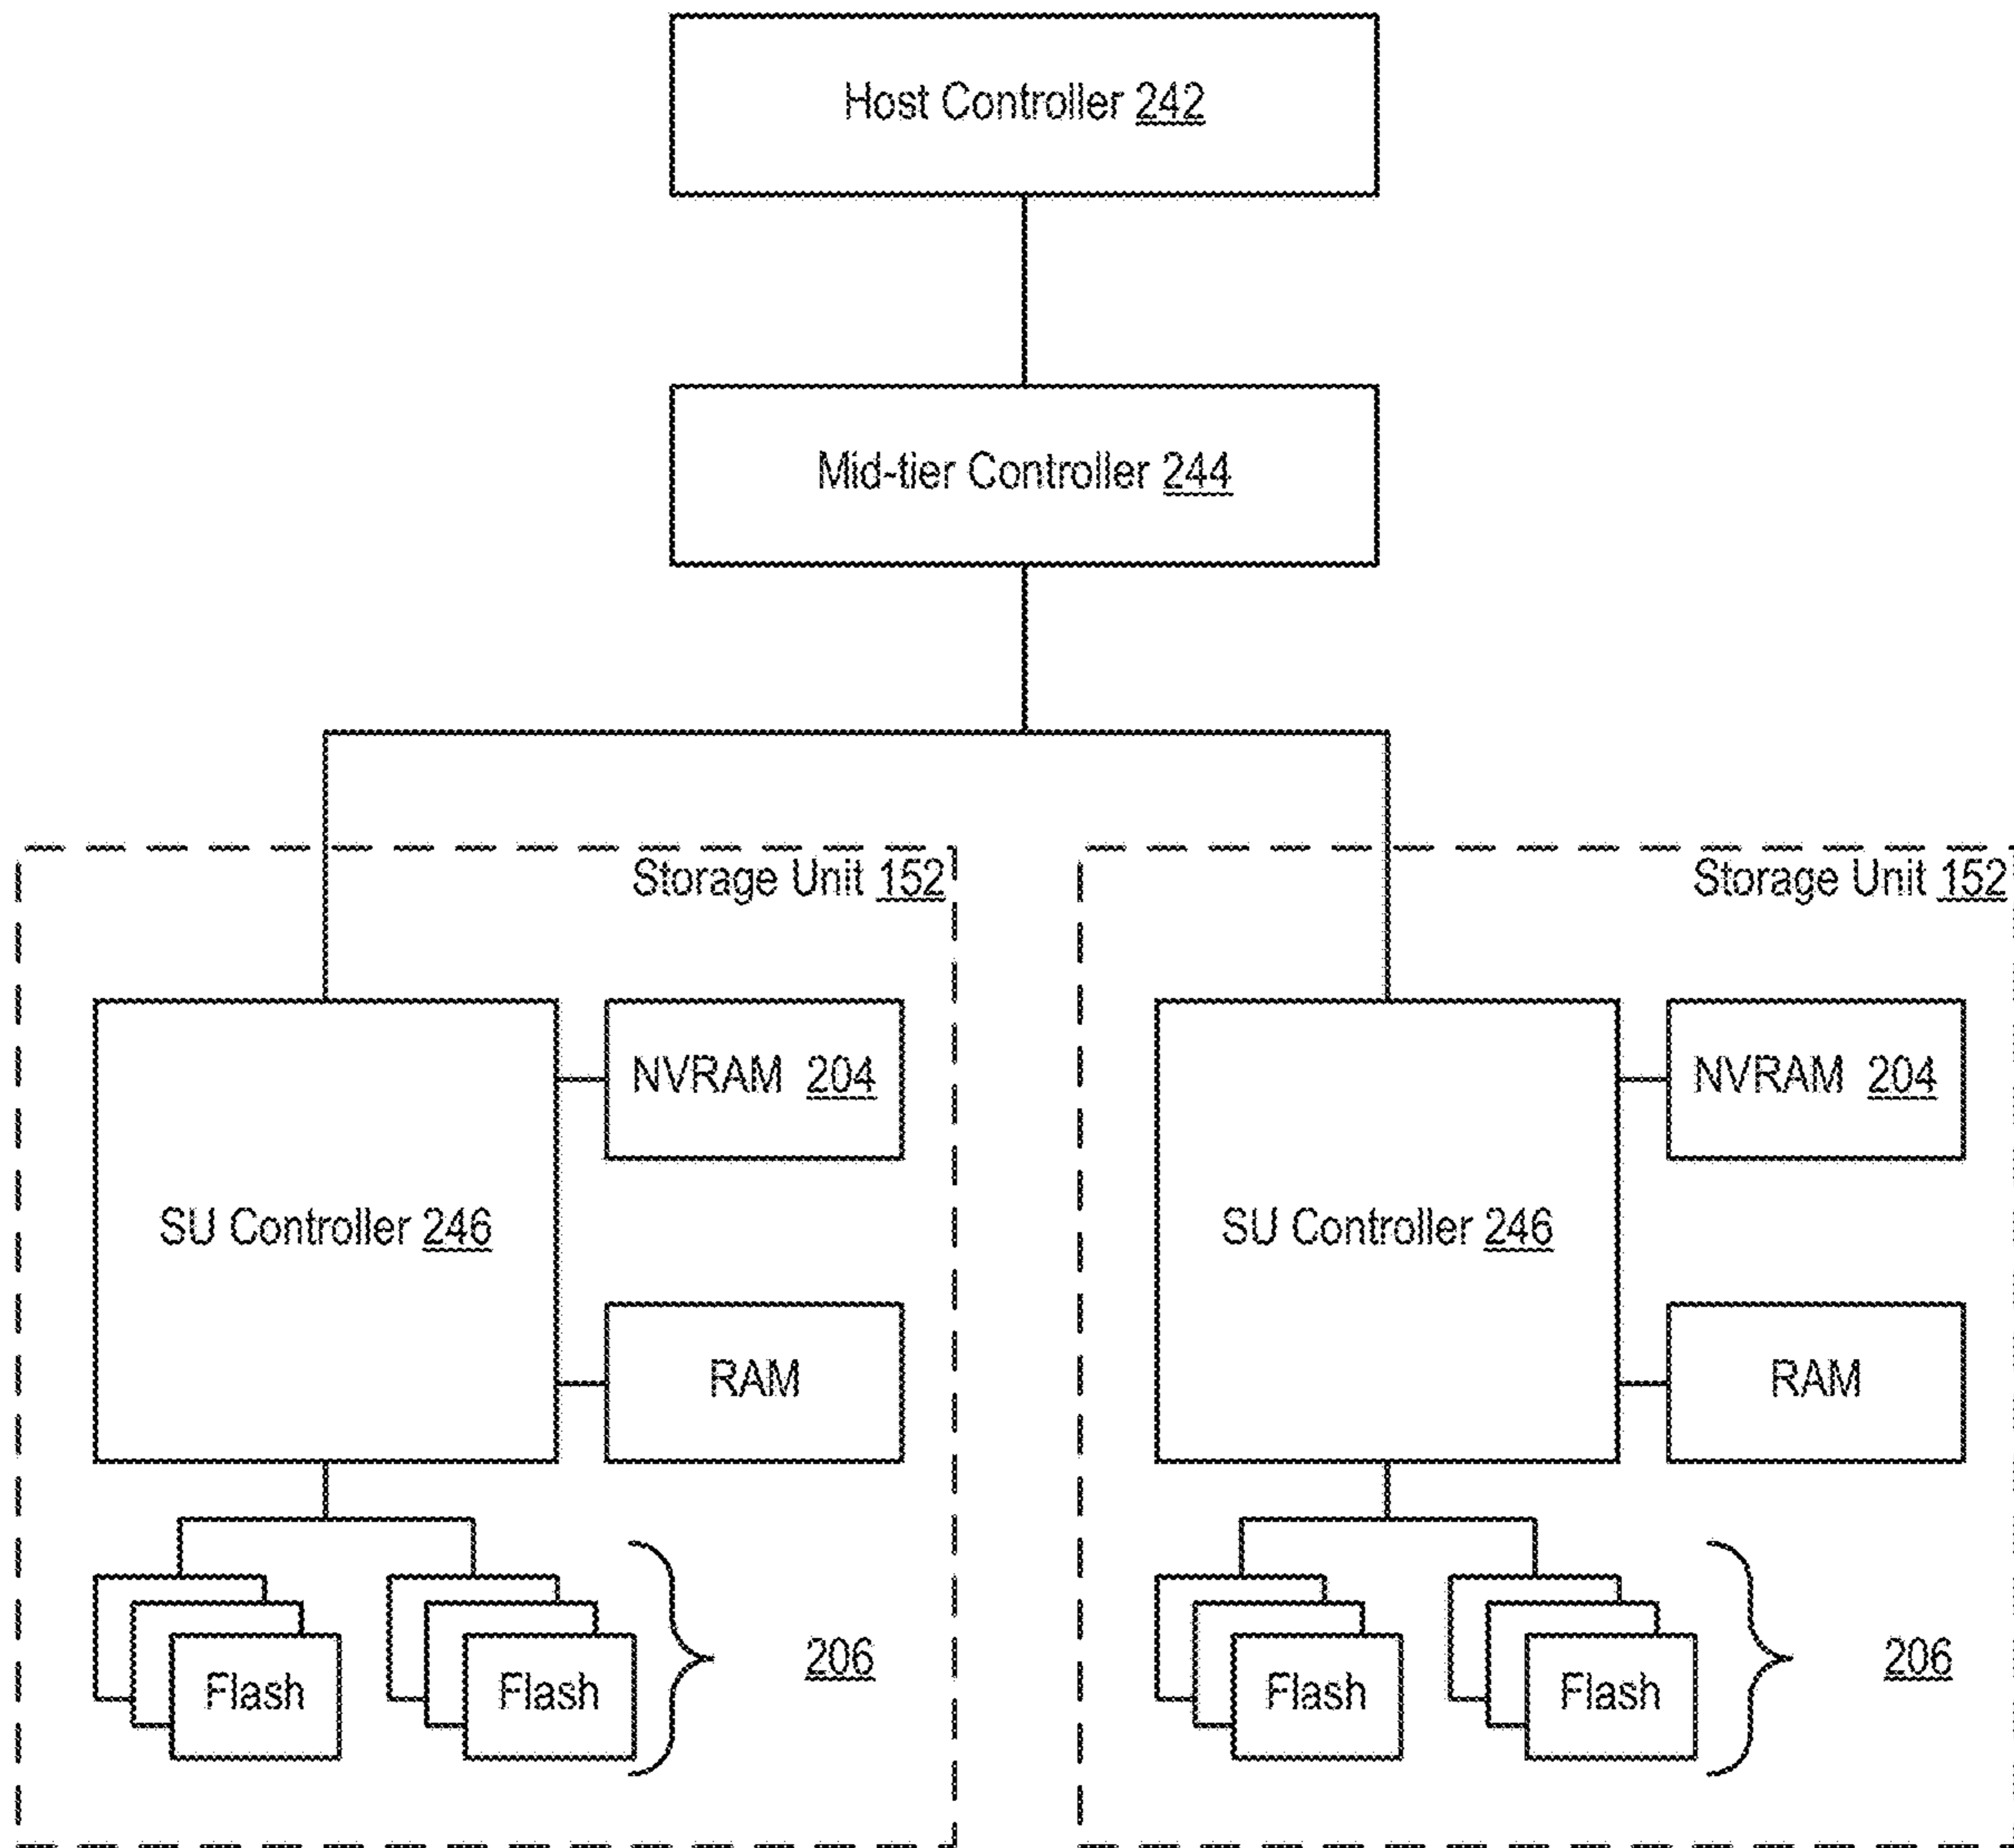 Host Controller 242
Mid-tier Controller 244
Storage Unit 152
Storage Unit 152
NVRAM 204
NVRAM 204
SU Controller 246
SU Controller 246
RAM
RAM
206
206
Flash
Flash
Flash
Flash